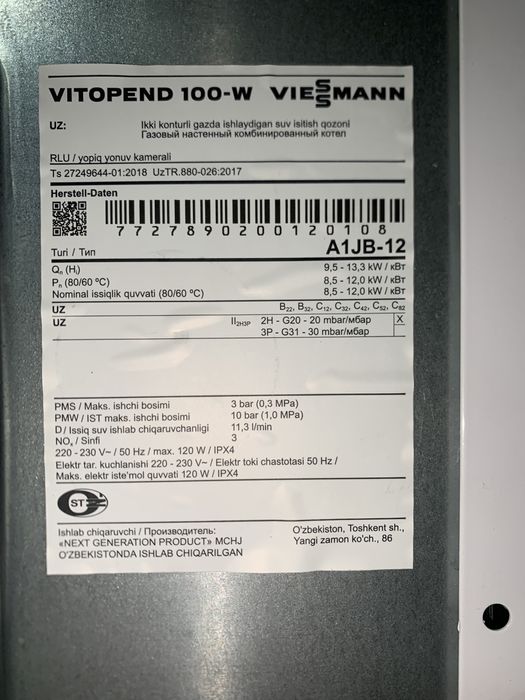 VITOPEND 100-W VIESSMANN
UZ: Ikki konturli gazda ishlaydigan suv isitish qozoni
Газовый настенный комбинированный котел
RLU / yopiq yonuv kamerali
Ts 27249644-01:2018 UzTR.880-026:2017
Herstell-Daten
7727890200120108
Turi / Тип A1JB-12
Qn (Hi) 9,5 - 13,3 kW / кВт
Pn (80/60 °C) 8,5 - 12,0 kW / кВт
Nominal issiqlik quvvati (80/60 °C) 8,5 - 12,0 kW / кВт
UZ B22, B32, C12, C32, C42, C52, C82
UZ II2H3P 2H - G20 - 20 mbar/мбар X
3P - G31 - 30 mbar/мбар
PMS / Maks. ishchi bosimi 3 bar (0,3 MPa)
PMW / IST maks. ishchi bosimi 10 bar (1,0 MPa)
D / Issiq suv ishlab chiqaruvchanligi 11,3 l/min
NOx / Sinfi 3
220 - 230 V~ / 50 Hz / max. 120 W / IPX4
Elektr tar. kuchlanishi 220 - 230 V~ / Elektr toki chastotasi 50 Hz /
Maks. elektr iste'mol quvvati 120 W / IPX4
ST
Ishlab chiqaruvchi / Производитель: O'zbekiston, Toshkent sh.,
«NEXT GENERATION PRODUCT» MCHJ Yangi zamon ko'ch., 86
O'ZBEKISTONDA ISHLAB CHIQARILGAN